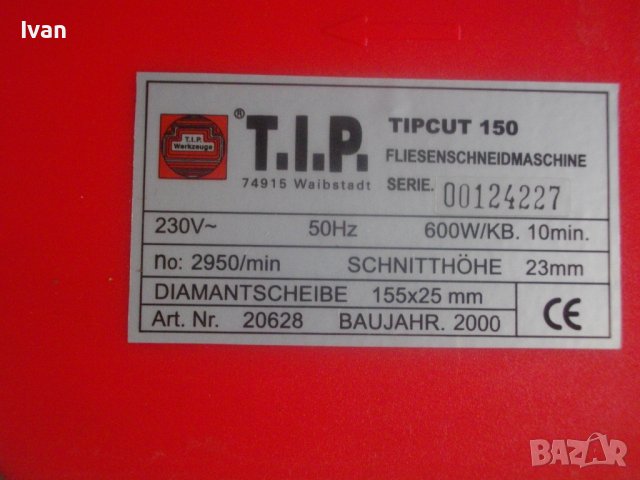 Ivan
T.I.P.
Werkzeuge
® T.I.P.
74915 Waibstadt
TIPCUT 150
FLIESENSCHNEIDMASCHINE
SERIE. 00124227
230V~ 50Hz 600W/KB. 10min.
no: 2950/min SCHNITTHÖHE 23mm
DIAMANTSCHEIBE 155x25 mm
Art. Nr. 20628 BAUJAHR. 2000
CE
BAZAR